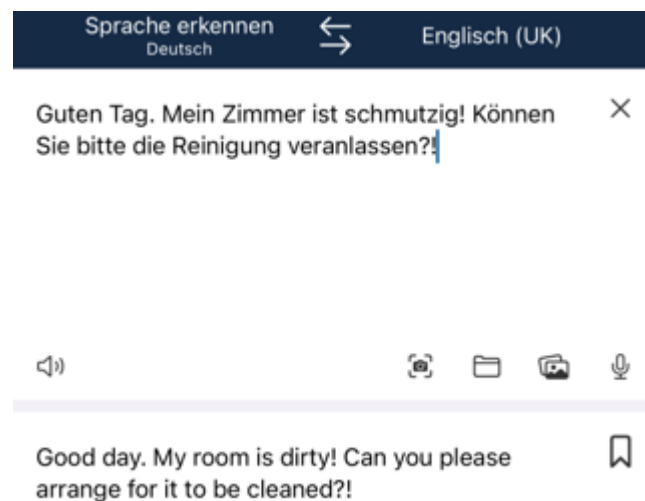 Sprache erkennen
Deutsch
Englisch (UK)
Guten Tag. Mein Zimmer ist schmutzig! Können
Sie bitte die Reinigung veranlassen?!
Good day. My room is dirty! Can you please
arrange for it to be cleaned?!